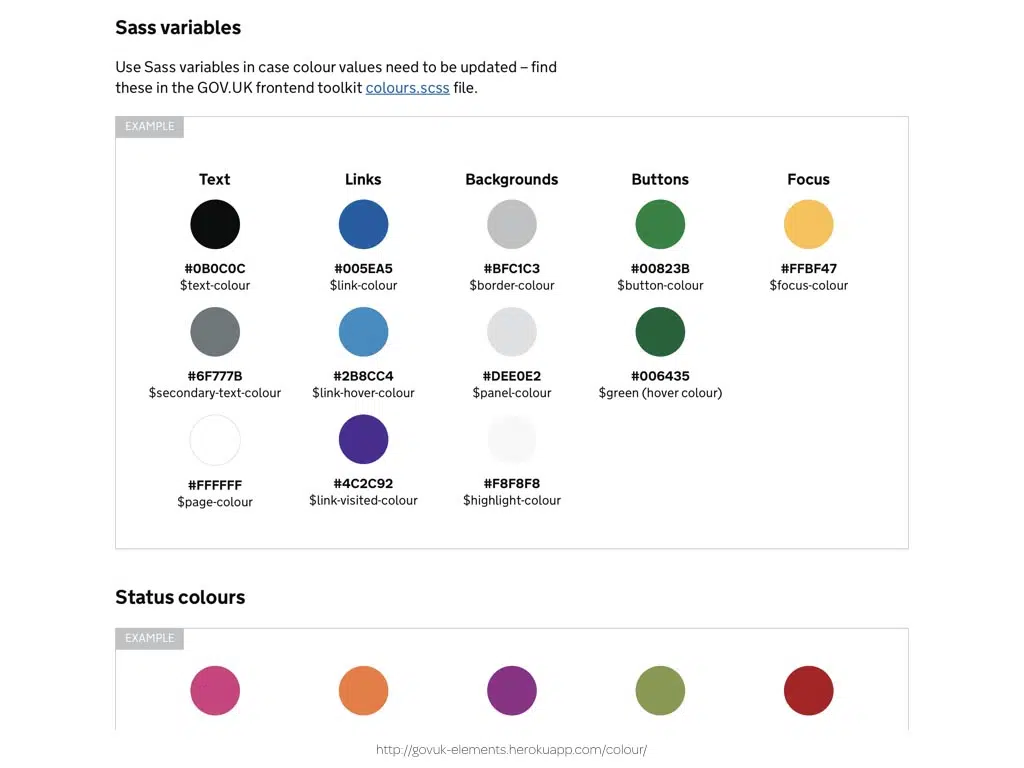 Sass variables
Use Sass variables in case colour values need to be updated – find
these in the GOV.UK frontend toolkit colours.scss file.
EXAMPLE
Text
Links
Backgrounds
Buttons
Focus
#0B0C0C
#005EA5
#BFC1C3
#00823B
#FFBF47
$text-colour
$link-colour
$border-colour
$button-colour
$focus-colour
#6F777B
#2B8CC4
#DEE0E2
#006435
$secondary-text-colour
$link-hover-colour
$panel-colour
$green (hover colour)
#FFFFFF
#4C2C92
#F8F8F8
$page-colour
$link-visited-colour
$highlight-colour
Status colours
EXAMPLE
http://govuk-elements.herokuapp.com/colour/